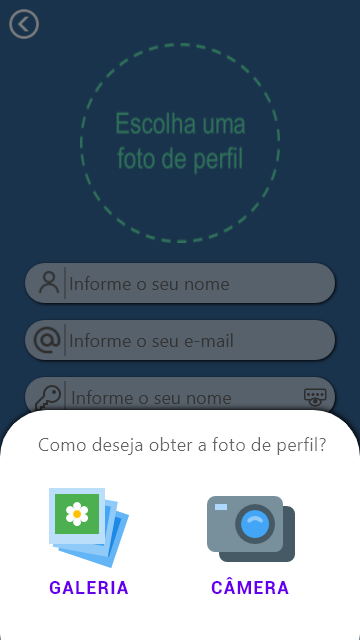 Escolha uma
foto de perfil
Informe o seu nome
Informe o seu e-mail
Informe o seu nome
Como deseja obter a foto de perfil?
GALERIA
CÂMERA